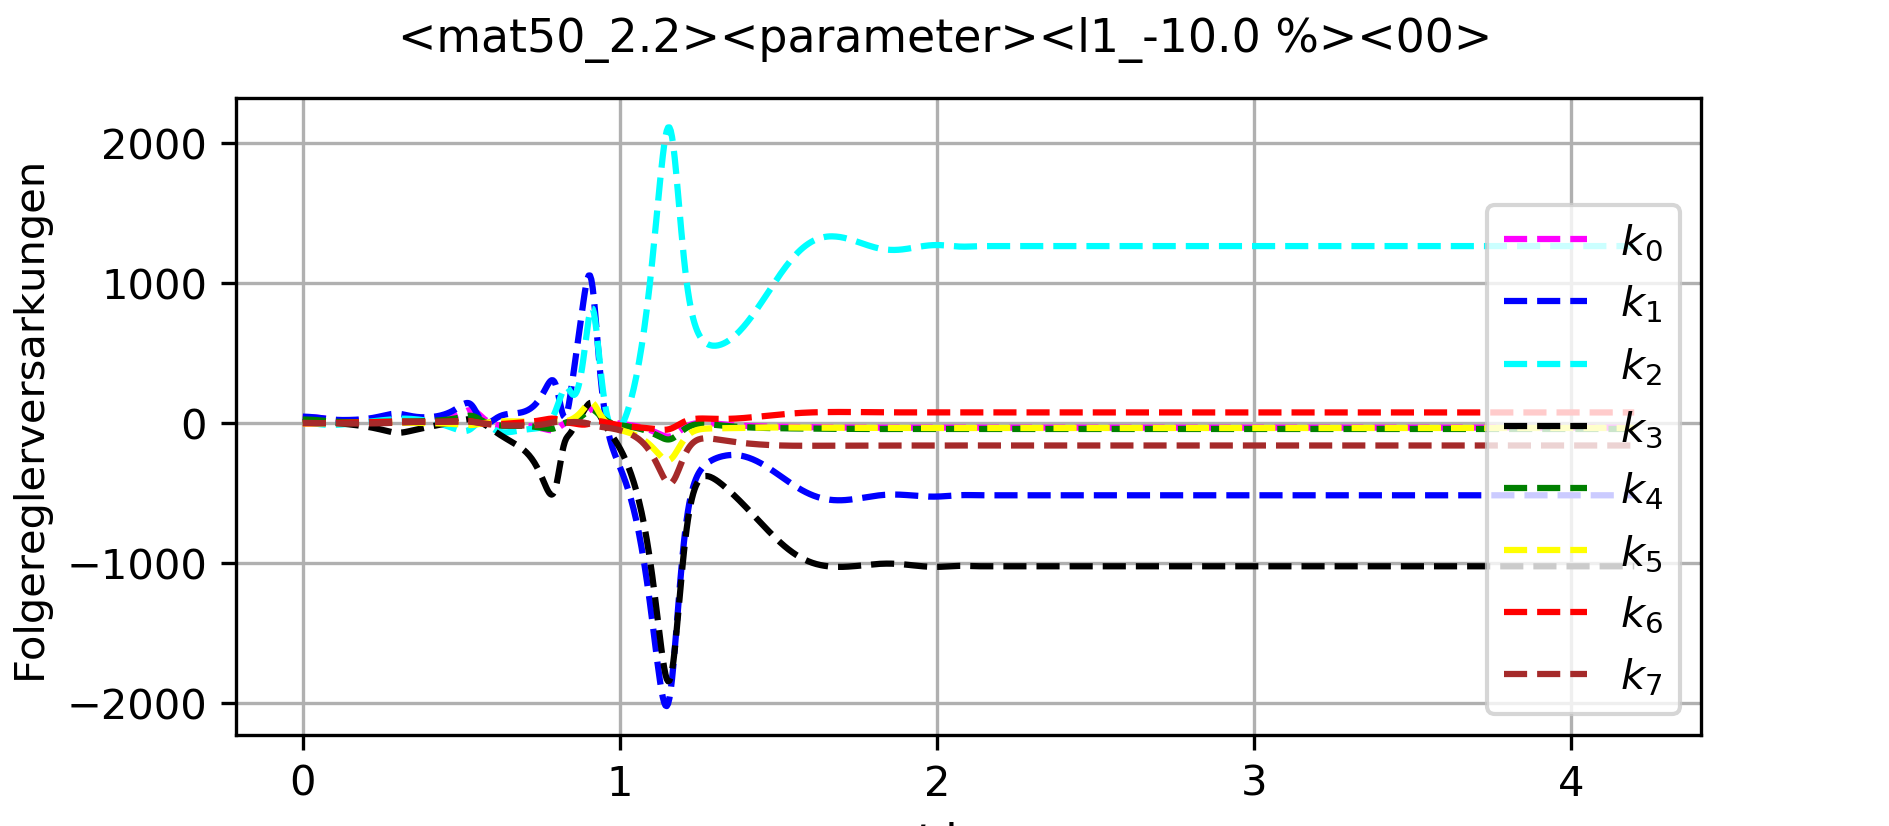 <mat50_2.2><parameter><l1_-10.0 %><00>
Folgereglerversarkungen
2000
1000
0
−1000
−2000
0 1 2 3 4
k0
k1
k2
k3
k4
k5
k6
k7